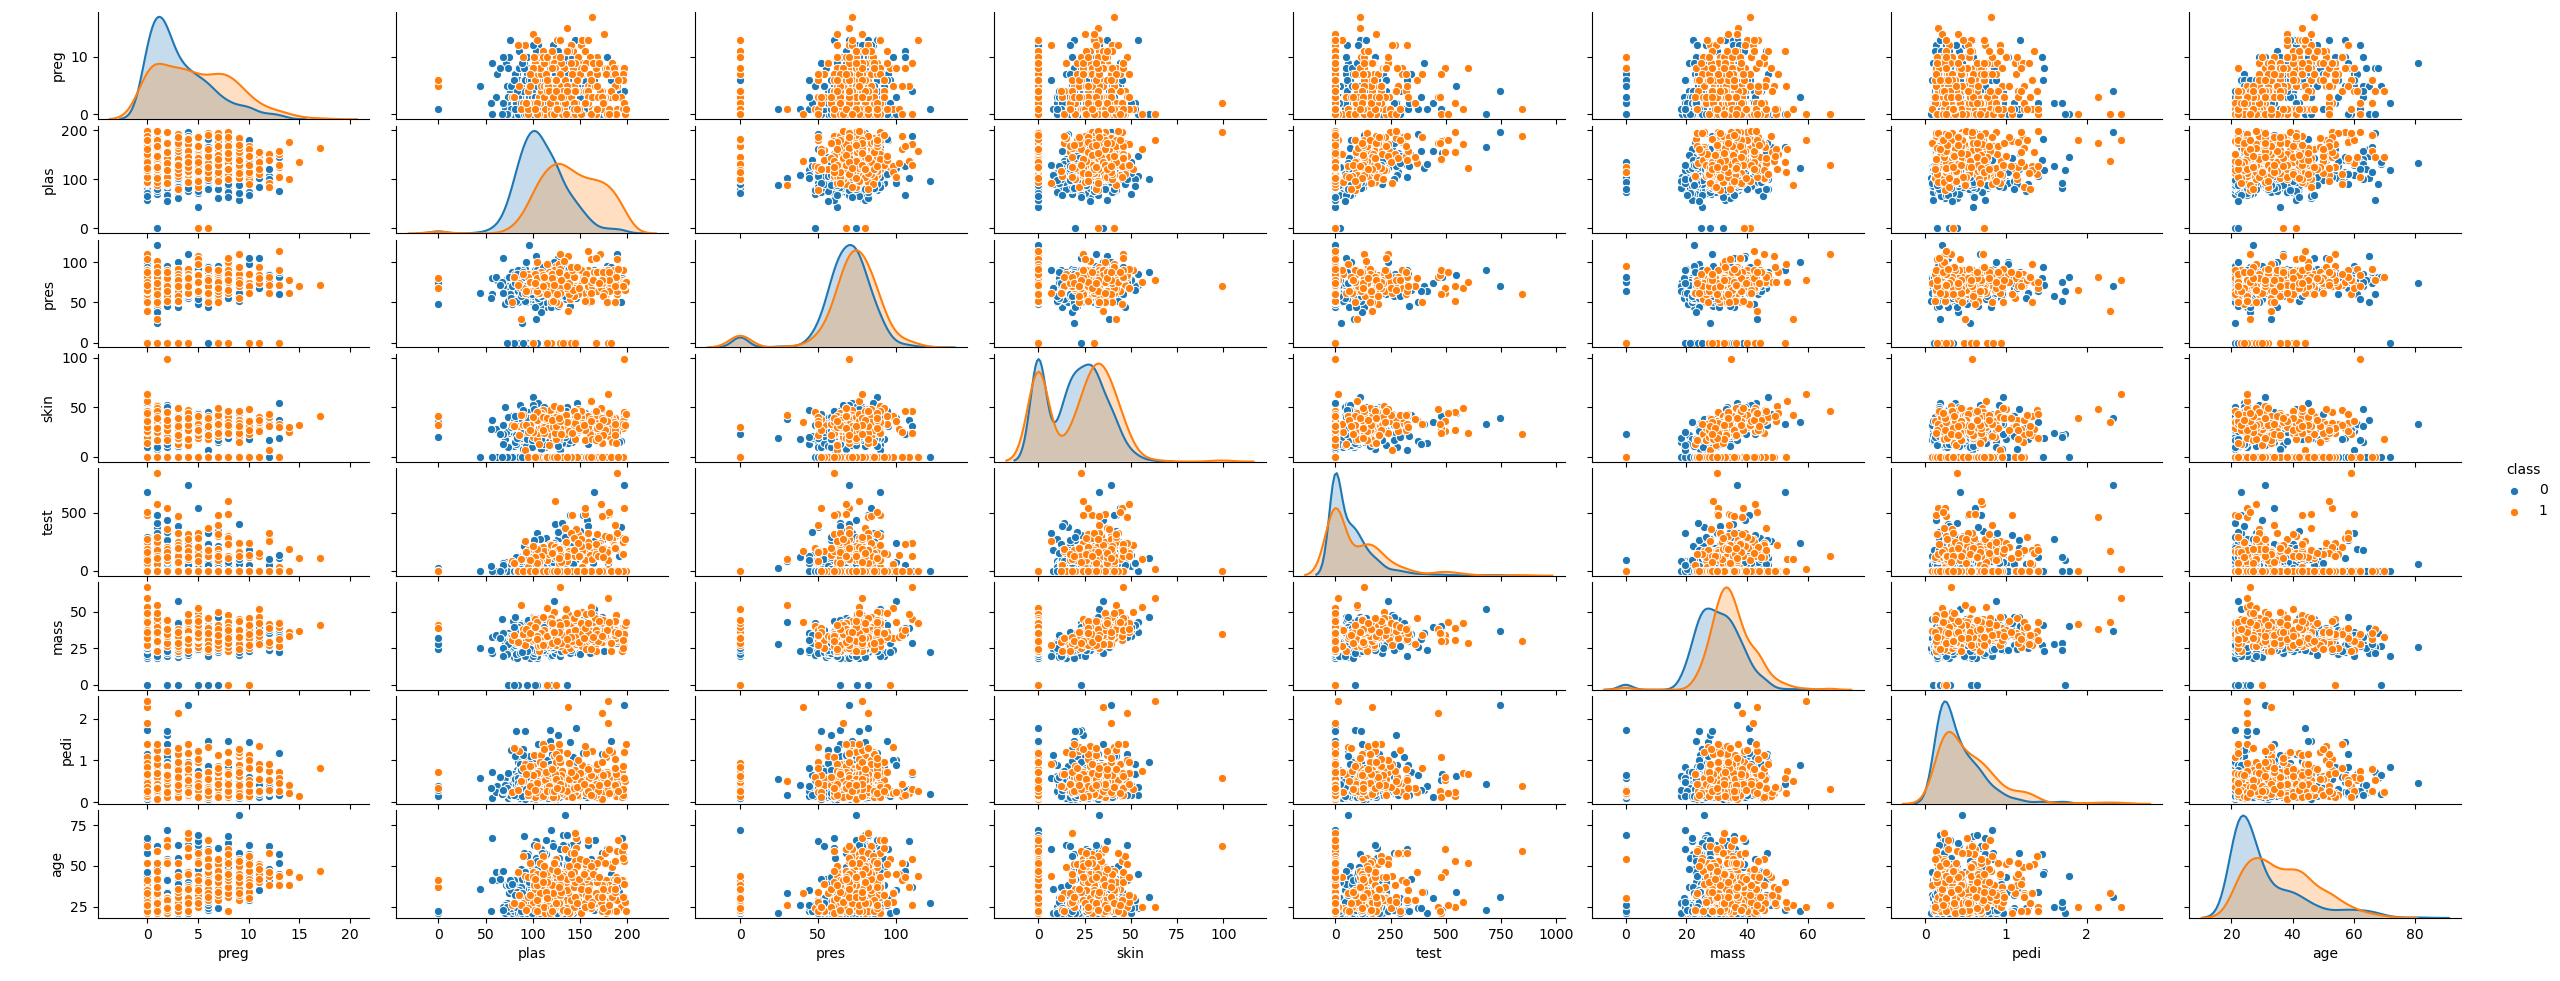 preg
10
0
plas
200
100
0
pres
100
50
0
skin
100
50
0
test
500
0
mass
50
25
0
pedi
2
1
0
age
75
50
25
0 5 10 15 20
0 50 100 150 200
0 50 100
0 25 50 75 100
0 250 500 750 1000
0 20 40 60
0 1 2
20 40 60 80
preg plas pres skin test mass pedi age
class
0
1